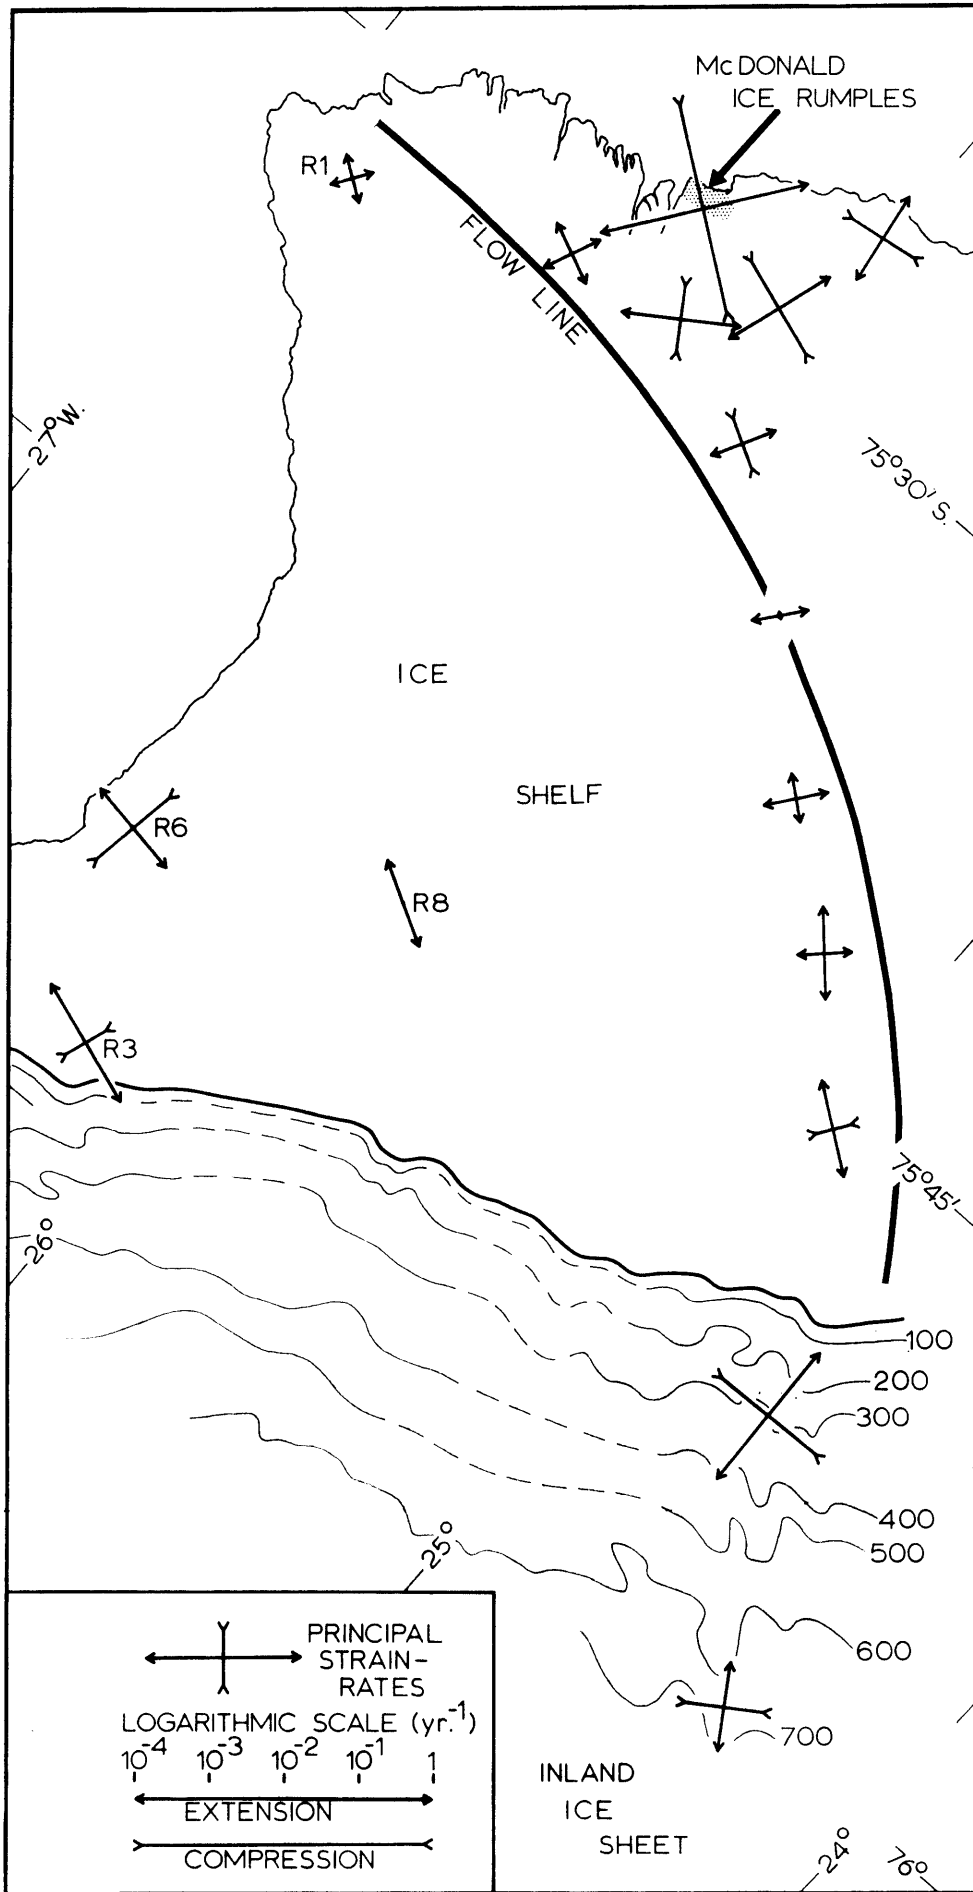 McDONALD
ICE RUMPLES
R1
FLOW LINE
27°W.
75°30' S.
ICE
SHELF
R6
R8
R3
75°45'
26°
100
200
300
400
500
25°
600
700
PRINCIPAL
STRAIN-
RATES
LOGARITHMIC SCALE (yr.⁻¹)
10⁻⁴ 10⁻³ 10⁻² 10⁻¹ 1
EXTENSION
COMPRESSION
INLAND
ICE
SHEET
24°
76°